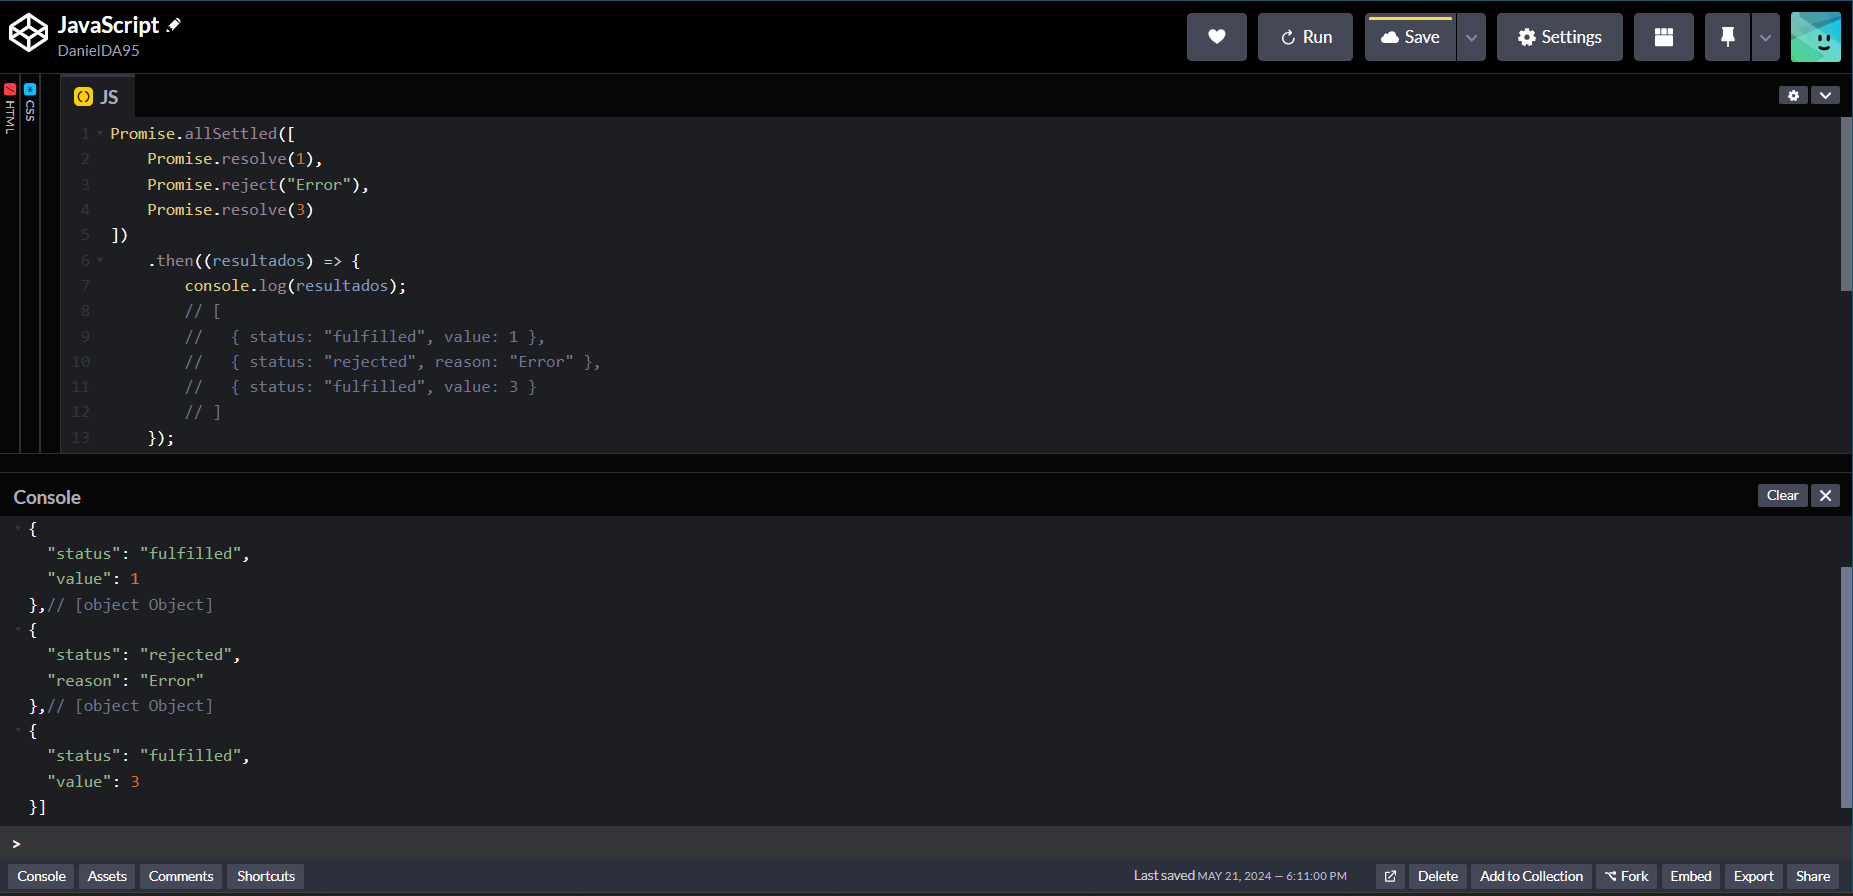 JavaScript
DanielDA95
Run
Save
Settings
HTML
CSS
JS
1 Promise.allSettled([
2     Promise.resolve(1),
3     Promise.reject("Error"),
4     Promise.resolve(3)
5 ])
6     .then((resultados) => {
7         console.log(resultados);
8         // [
9         //   { status: "fulfilled", value: 1 },
10         //   { status: "rejected", reason: "Error" },
11         //   { status: "fulfilled", value: 3 }
12         // ]
13     });
Console
Clear
{
  "status": "fulfilled",
  "value": 1
},// [object Object]
{
  "status": "rejected",
  "reason": "Error"
},// [object Object]
{
  "status": "fulfilled",
  "value": 3
}]
>
Console Assets Comments Shortcuts Last saved MAY 21, 2024 — 6:11:00 PM Delete Add to Collection Fork Embed Export Share